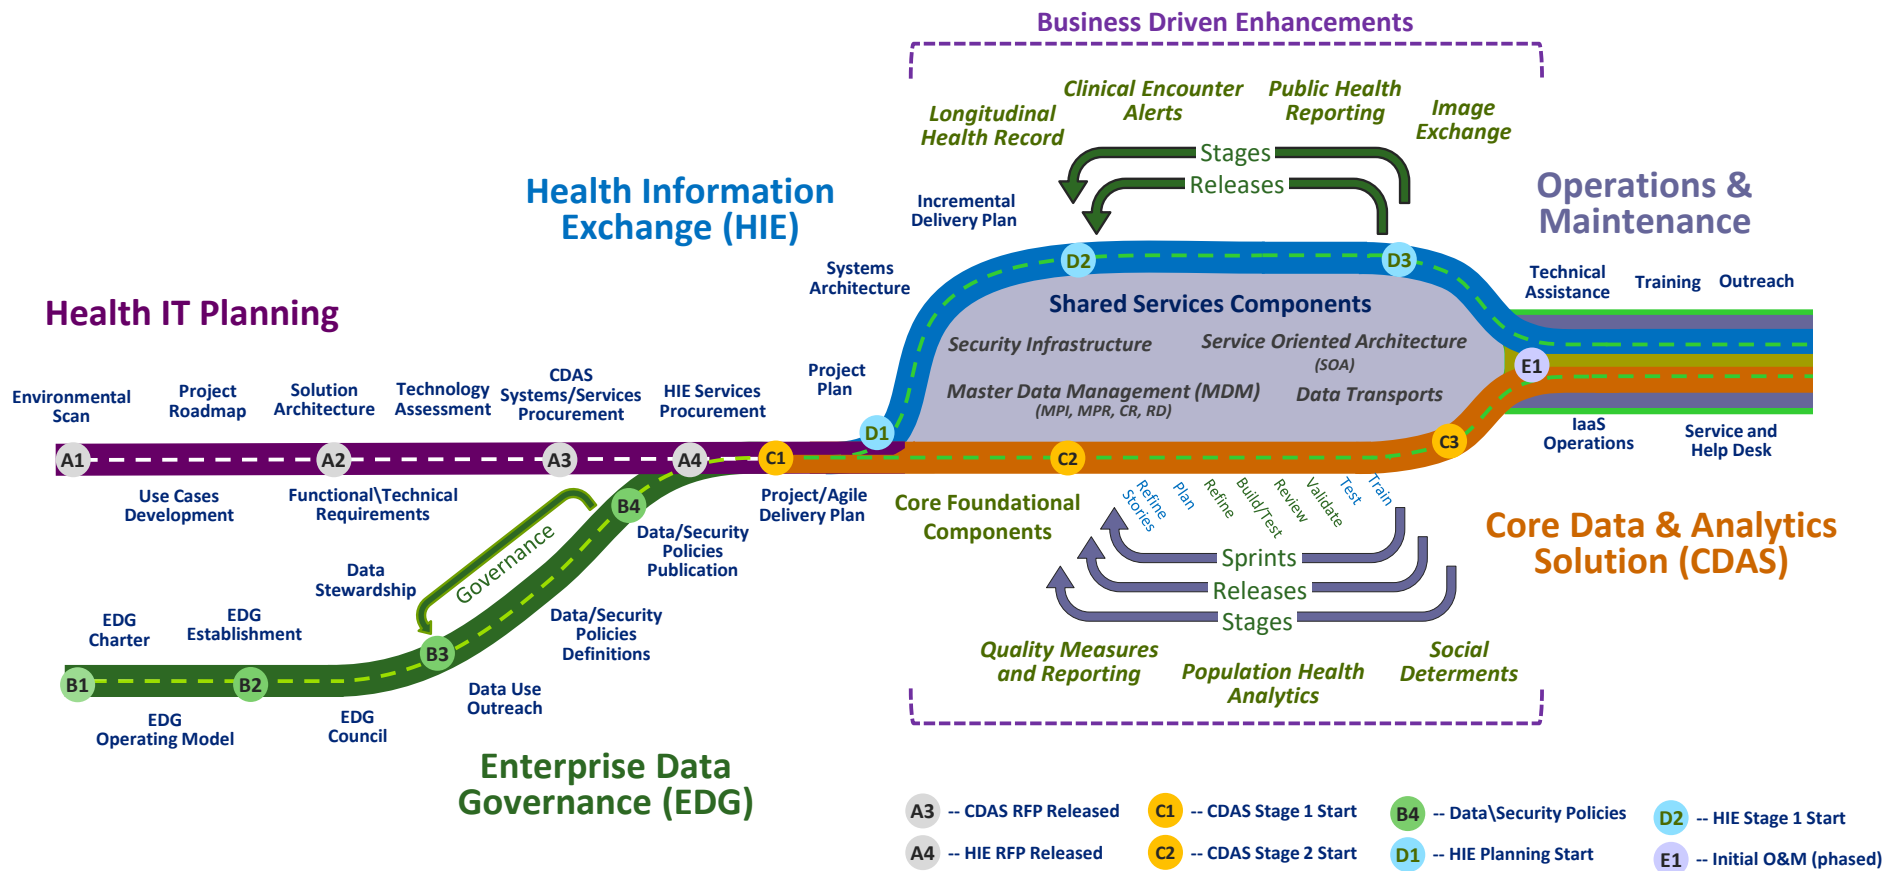 Business Driven Enhancements
Longitudinal
Health Record
Clinical Encounter
Alerts
Public Health
Reporting
Image
Exchange
Stages
Releases
Health Information
Exchange (HIE)
Incremental
Delivery Plan
Operations &
Maintenance
Systems
Architecture
D2
D3
Technical
Assistance
Training
Outreach
Health IT Planning
Shared Services Components
Security Infrastructure
Service Oriented Architecture
(SOA)
Master Data Management (MDM)
(MPI, MPR, CR, RD)
Data Transports
E1
Environmental
Scan
Project
Roadmap
Solution
Architecture
Technology
Assessment
CDAS
Systems/Services
Procurement
HIE Services
Procurement
Project
Plan
D1
A1
A2
A3
A4
C1
C2
C3
IaaS
Operations
Service and
Help Desk
Use Cases
Development
Functional\Technical
Requirements
B4
Project/Agile
Delivery Plan
Data/Security
Policies
Publication
Core Foundational
Components
Refine
Stories
Plan
Refine
Build/Test
Review
Validate
Test
Train
Sprints
Releases
Stages
Core Data & Analytics
Solution (CDAS)
Governance
Data
Stewardship
EDG
Charter
EDG
Establishment
Data/Security
Policies
Definitions
B1
B2
B3
Data Use
Outreach
EDG
Operating Model
EDG
Council
Quality Measures
and Reporting
Population Health
Analytics
Social
Determents
Enterprise Data
Governance (EDG)
A3 -- CDAS RFP Released
C1 -- CDAS Stage 1 Start
B4 -- Data\Security Policies
D2 -- HIE Stage 1 Start
A4 -- HIE RFP Released
C2 -- CDAS Stage 2 Start
D1 -- HIE Planning Start
E1 -- Initial O&M (phased)